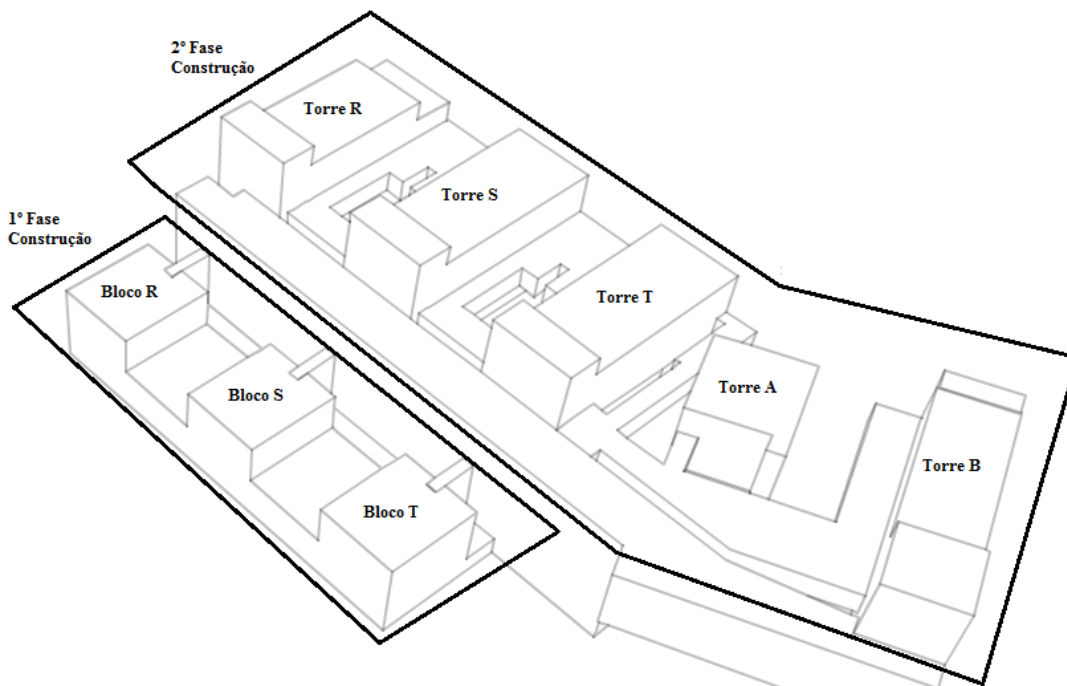 2º Fase
Construção
Torre R
Torre S
1º Fase
Construção
Bloco R
Torre T
Bloco S
Torre A
Torre B
Bloco T